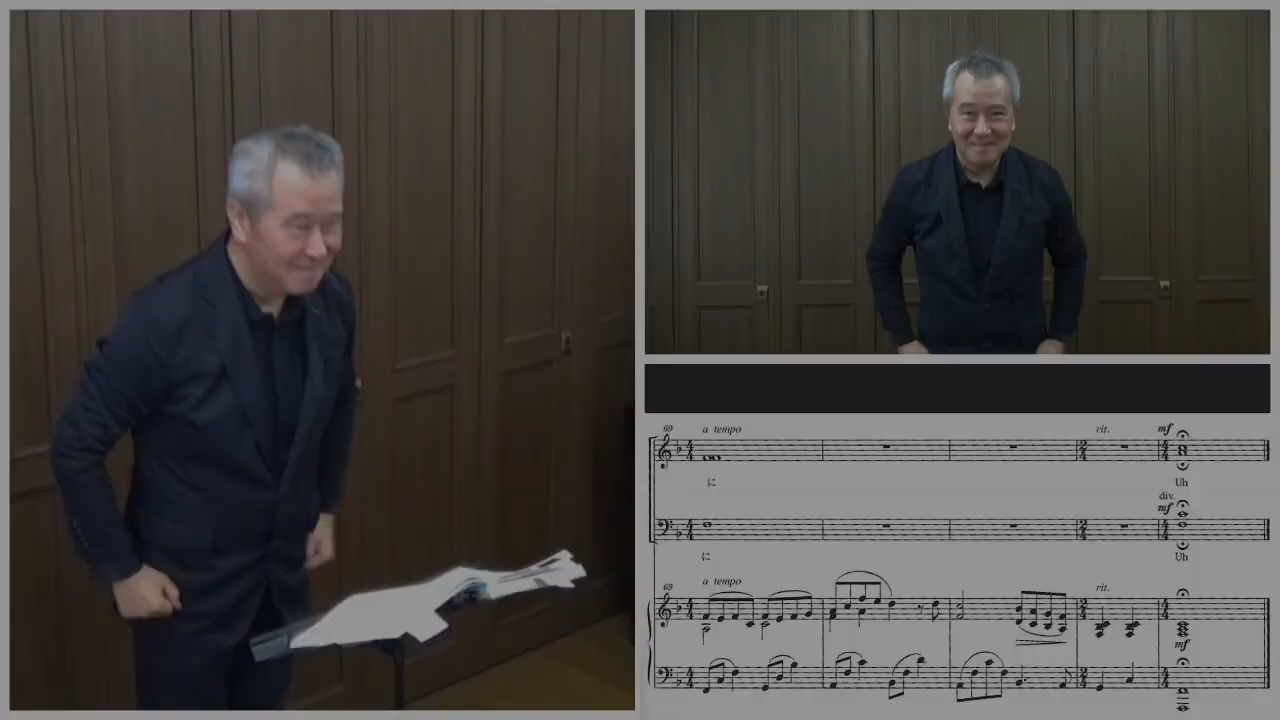 69 a tempo rit. mf
に Uh
div.
mf
に Uh
69 a tempo rit.
mf